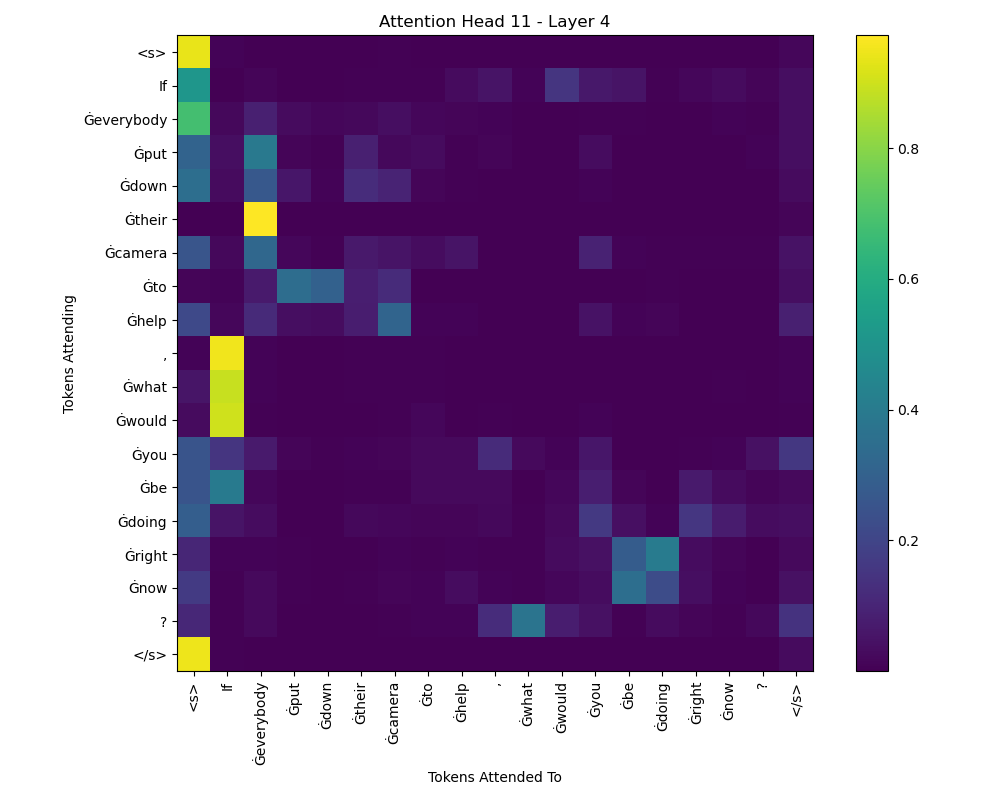 Attention Head 11 - Layer 4
Tokens Attending
<s>
If
Ġeverybody
Ġput
Ġdown
Ġtheir
Ġcamera
Ġto
Ġhelp
,
Ġwhat
Ġwould
Ġyou
Ġbe
Ġdoing
Ġright
Ġnow
?
</s>
<s>
If
Ġeverybody
Ġput
Ġdown
Ġtheir
Ġcamera
Ġto
Ġhelp
,
Ġwhat
Ġwould
Ġyou
Ġbe
Ġdoing
Ġright
Ġnow
?
</s>
Tokens Attended To
0.8
0.6
0.4
0.2